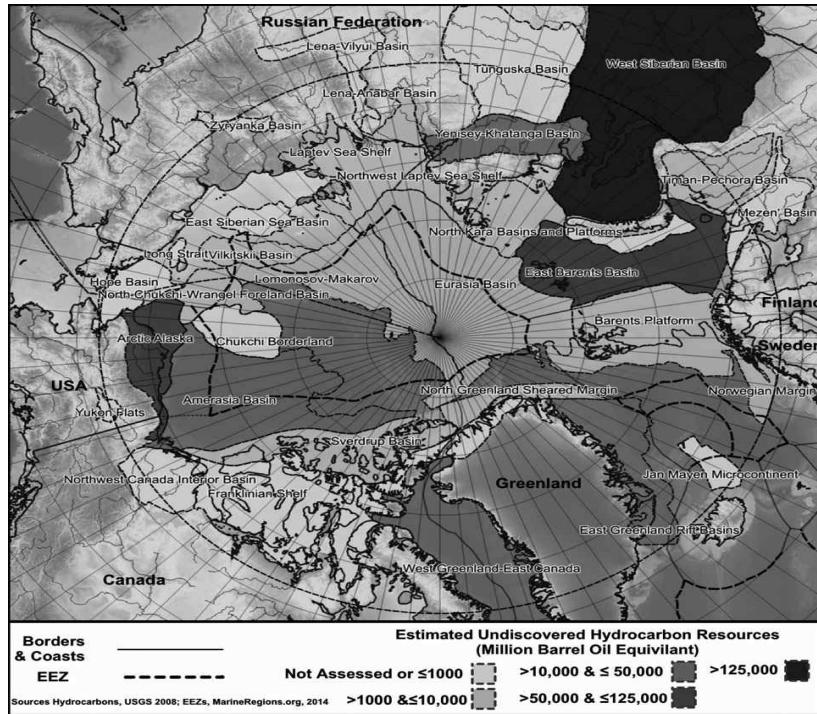 Russian Federation
Lena-Vilyui Basin
Tunguska Basin
West Siberian Basin
Lena-Anabar Basin
Zyryanka Basin
Yenisey-Khatanga Basin
Laptev Sea Shelf
Northwest Laptev Sea Shelf
Timan-Pechora Basin
Mezen' Basin
East Siberian Sea Basin
North Kara Basins and Platforms
Long Strait
Vilkitskii Basin
East Barents Basin
Hope Basin
Lomonosov-Makarov
Eurasia Basin
North-Chukchi-Wrangel Foreland Basin
Finland
Barents Platform
Arctic Alaska
Chukchi Borderland
Sweden
USA
North Greenland Sheared Margin
Norwegian Margin
Amerasia Basin
Yukon Flats
Sverdrup Basin
Jan Mayen Microcontinent
Northwest Canada Interior Basin
Greenland
Franklinian Shelf
East Greenland Rift Basins
West Greenland-East Canada
Canada
Borders
& Coasts
EEZ
Sources Hydrocarbons, USGS 2008; EEZs, MarineRegions.org, 2014
Estimated Undiscovered Hydrocarbon Resources
(Million Barrel Oil Equivilant)
Not Assessed or ≤1000
>10,000 & ≤ 50,000
>125,000
>1000 &≤10,000
>50,000 & ≤125,000